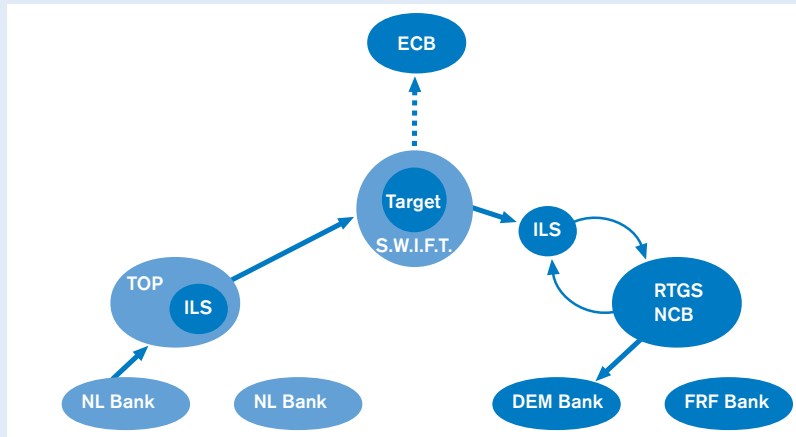 ECB
Target
S.W.I.F.T.
ILS
TOP
ILS
RTGS
NCB
NL Bank
NL Bank
DEM Bank
FRF Bank